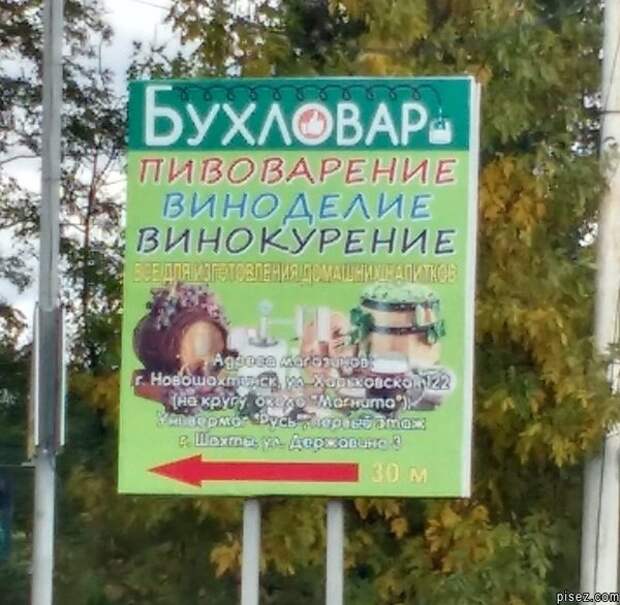 БУХЛОВАР
ПИВОВАРЕНИЕ
ВИНОДЕЛИЕ
ВИНОКУРЕНИЕ
ВСЕ ДЛЯ ИЗГОТОВЛЕНИЯ ДОМАШНИХ НАПИТКОВ
Адреса магазинов:
г. Новошахтинск, ул. Харьковская 122
(на кругу, около "Магнита");
Универмаг "Русь", первый этаж
г. Шахты, ул. Державина 3
30 м
pisez.com